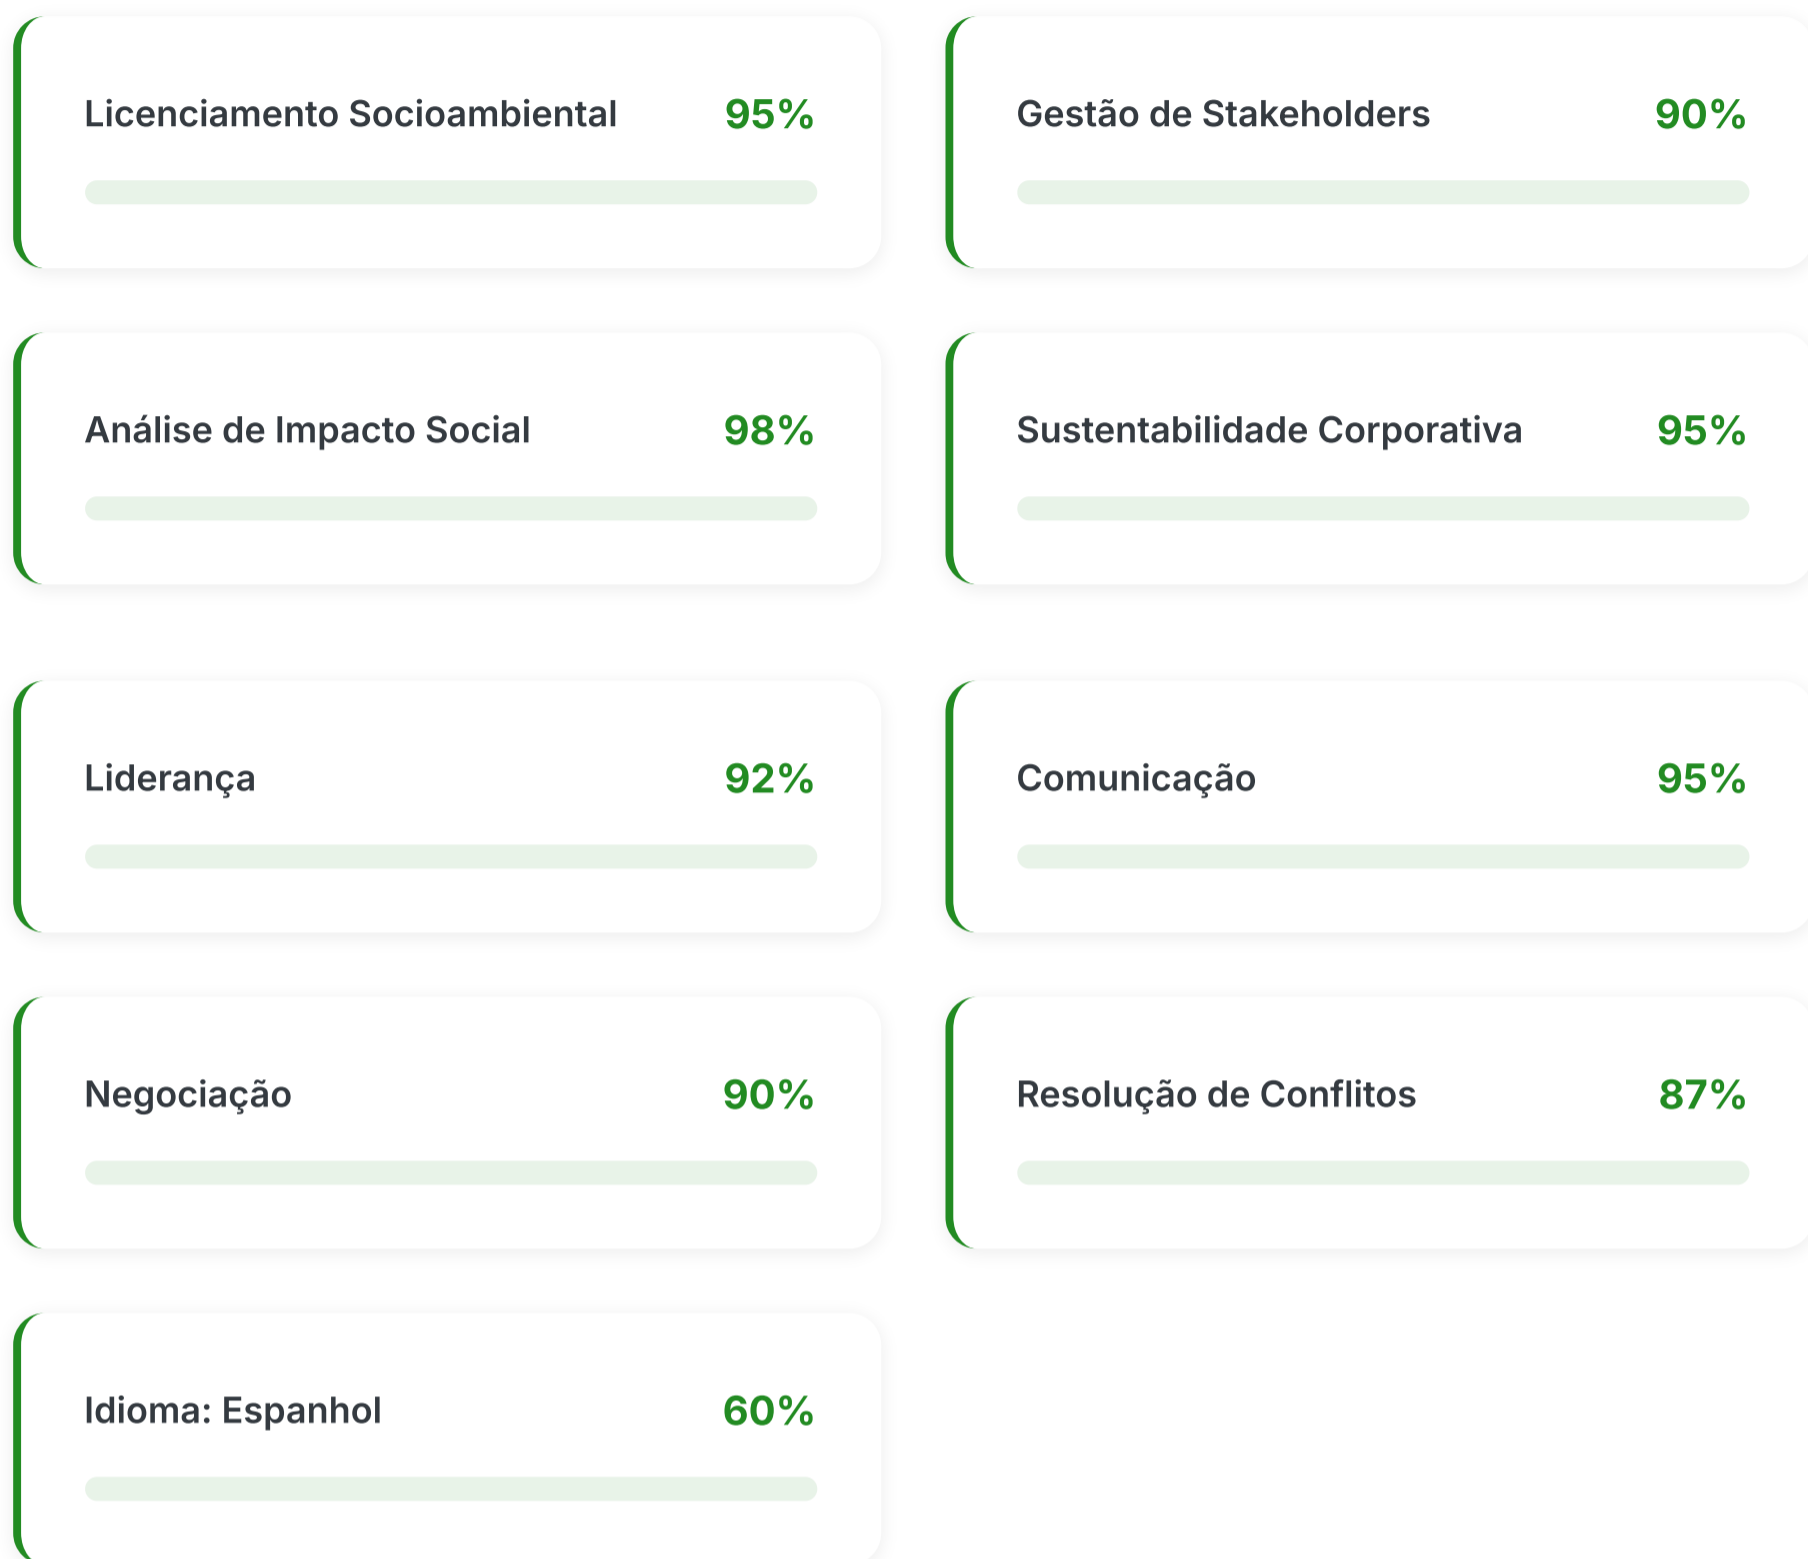 Licenciamento Socioambiental 95%
Gestão de Stakeholders 90%
Análise de Impacto Social 98%
Sustentabilidade Corporativa 95%
Liderança 92%
Comunicação 95%
Negociação 90%
Resolução de Conflitos 87%
Idioma: Espanhol 60%